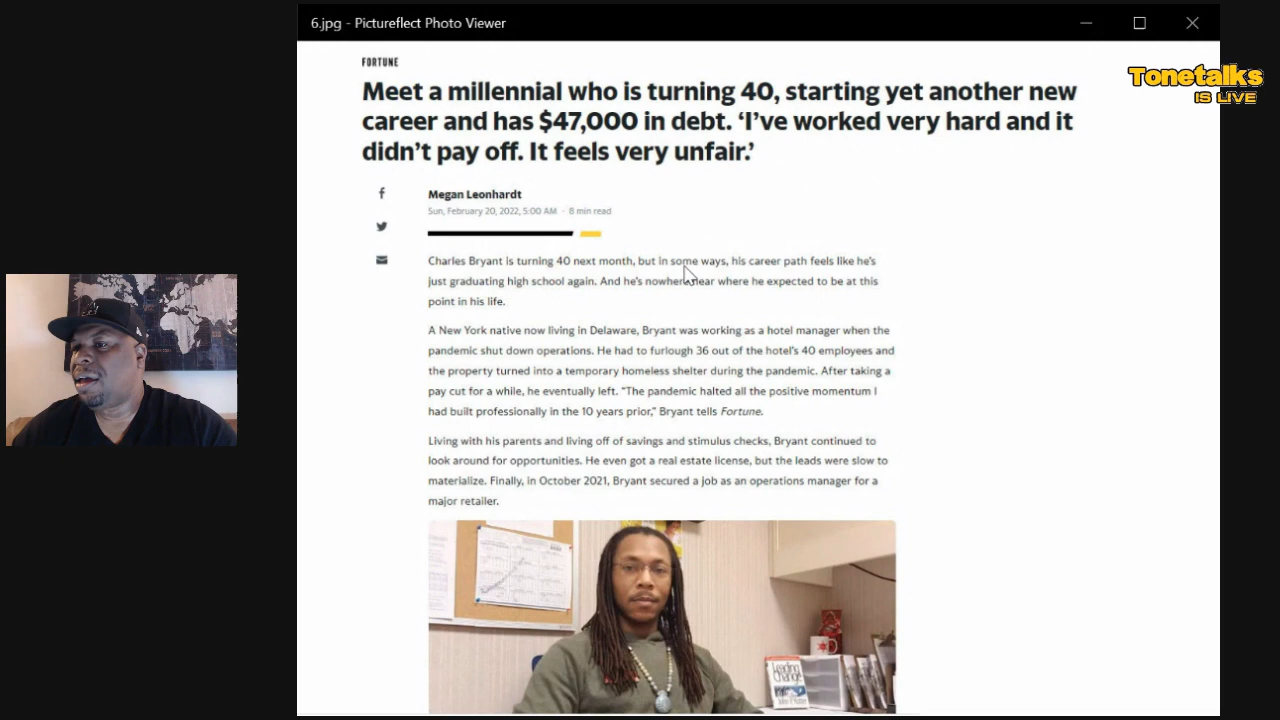 6.jpg - Pictureflect Photo Viewer
Tonetalks
IS LIVE
FORTUNE
Meet a millennial who is turning 40, starting yet another new
career and has $47,000 in debt. ‘I’ve worked very hard and it
didn’t pay off. It feels very unfair.’
Megan Leonhardt
Sun, February 20, 2022, 5:00 AM · 8 min read
Charles Bryant is turning 40 next month, but in some ways, his career path feels like he’s
just graduating high school again. And he’s nowhere near where he expected to be at this
point in his life.
A New York native now living in Delaware, Bryant was working as a hotel manager when the
pandemic shut down operations. He had to furlough 36 out of the hotel’s 40 employees and
the property turned into a temporary homeless shelter during the pandemic. After taking a
pay cut for a while, he eventually left. “The pandemic halted all the positive momentum I
had built professionally in the 10 years prior,” Bryant tells Fortune.
Living with his parents and living off of savings and stimulus checks, Bryant continued to
look around for opportunities. He even got a real estate license, but the leads were slow to
materialize. Finally, in October 2021, Bryant secured a job as an operations manager for a
major retailer.
Leading
Change